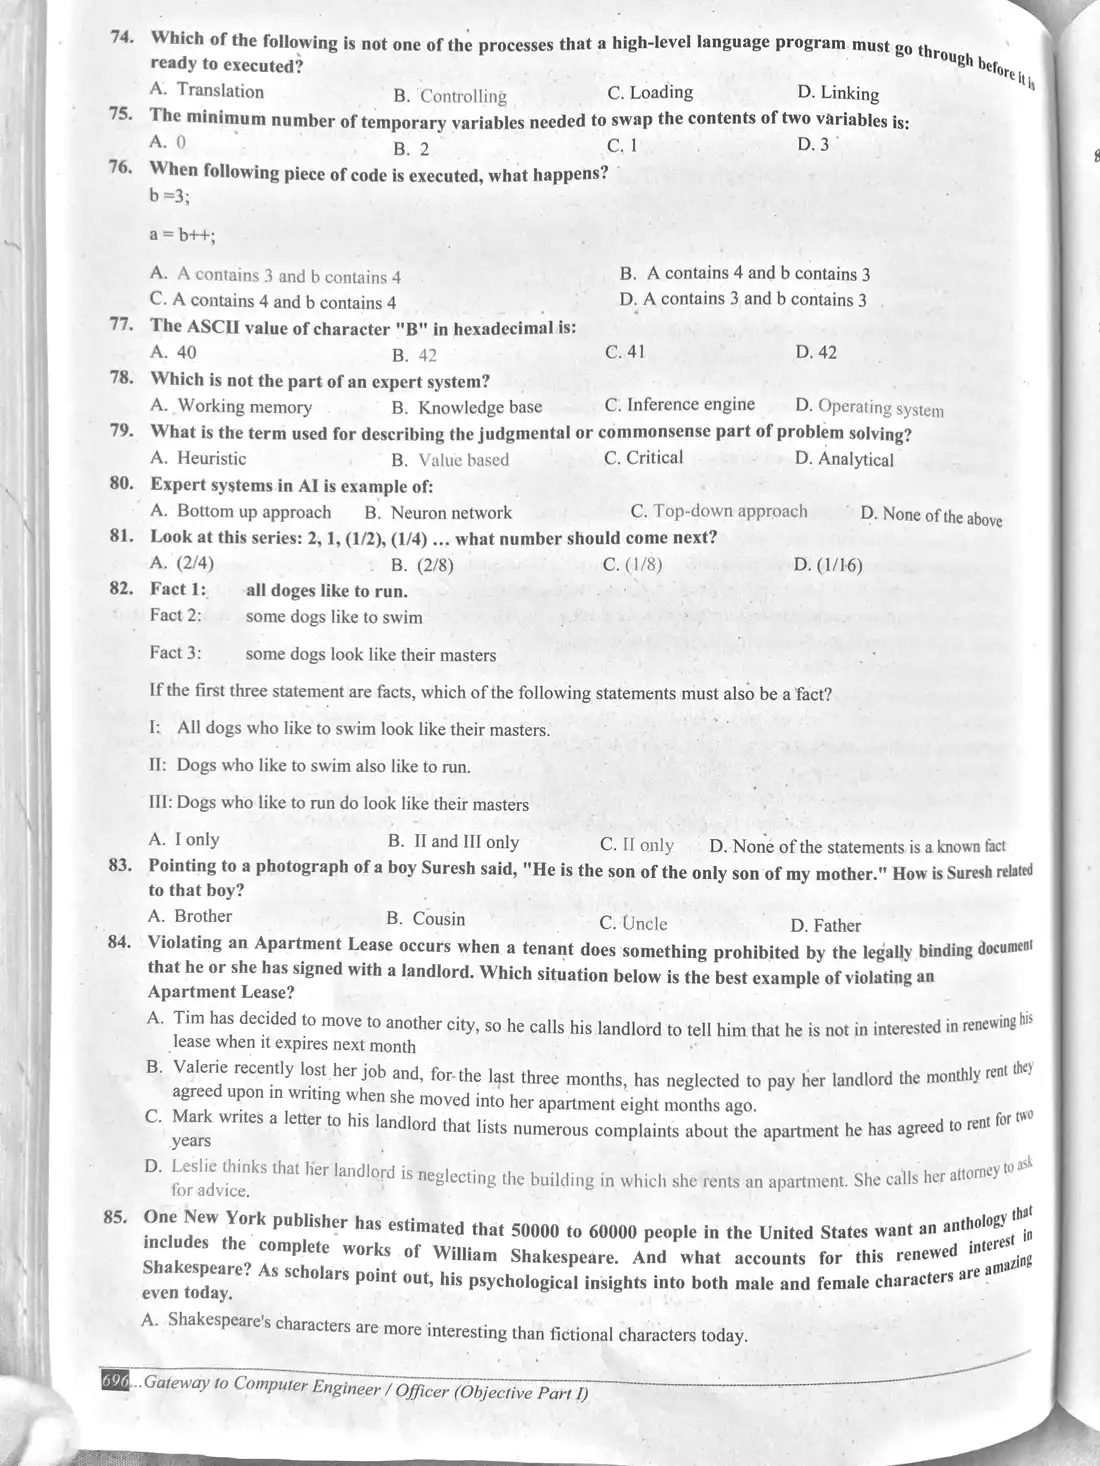 74. Which of the following is not one of the processes that a high-level language program must go through before it is
ready to executed?
A. Translation B. Controlling C. Loading D. Linking
75. The minimum number of temporary variables needed to swap the contents of two variables is:
A. 0 B. 2 C. 1 D. 3
76. When following piece of code is executed, what happens?
b =3;
a = b++;
A. A contains 3 and b contains 4 B. A contains 4 and b contains 3
C. A contains 4 and b contains 4 D. A contains 3 and b contains 3
77. The ASCII value of character "B" in hexadecimal is:
A. 40 B. 42 C. 41 D. 42
78. Which is not the part of an expert system?
A. Working memory B. Knowledge base C. Inference engine D. Operating system
79. What is the term used for describing the judgmental or commonsense part of problem solving?
A. Heuristic B. Value based C. Critical D. Analytical
80. Expert systems in AI is example of:
A. Bottom up approach B. Neuron network C. Top-down approach D. None of the above
81. Look at this series: 2, 1, (1/2), (1/4) ... what number should come next?
A. (2/4) B. (2/8) C. (1/8) D. (1/16)
82. Fact 1: all doges like to run.
Fact 2: some dogs like to swim
Fact 3: some dogs look like their masters
If the first three statement are facts, which of the following statements must also be a fact?
I: All dogs who like to swim look like their masters.
II: Dogs who like to swim also like to run.
III: Dogs who like to run do look like their masters
A. I only B. II and III only C. II only D. None of the statements is a known fact
83. Pointing to a photograph of a boy Suresh said, "He is the son of the only son of my mother." How is Suresh related
to that boy?
A. Brother B. Cousin C. Uncle D. Father
84. Violating an Apartment Lease occurs when a tenant does something prohibited by the legally binding document
that he or she has signed with a landlord. Which situation below is the best example of violating an
Apartment Lease?
A. Tim has decided to move to another city, so he calls his landlord to tell him that he is not in interested in renewing his
lease when it expires next month
B. Valerie recently lost her job and, for the last three months, has neglected to pay her landlord the monthly rent they
agreed upon in writing when she moved into her apartment eight months ago.
C. Mark writes a letter to his landlord that lists numerous complaints about the apartment he has agreed to rent for two
years
D. Leslie thinks that her landlord is neglecting the building in which she rents an apartment. She calls her attorney to ask
for advice.
85. One New York publisher has estimated that 50000 to 60000 people in the United States want an anthology that
includes the complete works of William Shakespeare. And what accounts for this renewed interest in
Shakespeare? As scholars point out, his psychological insights into both male and female characters are amazing
even today.
A. Shakespeare's characters are more interesting than fictional characters today.
696...Gateway to Computer Engineer / Officer (Objective Part I)